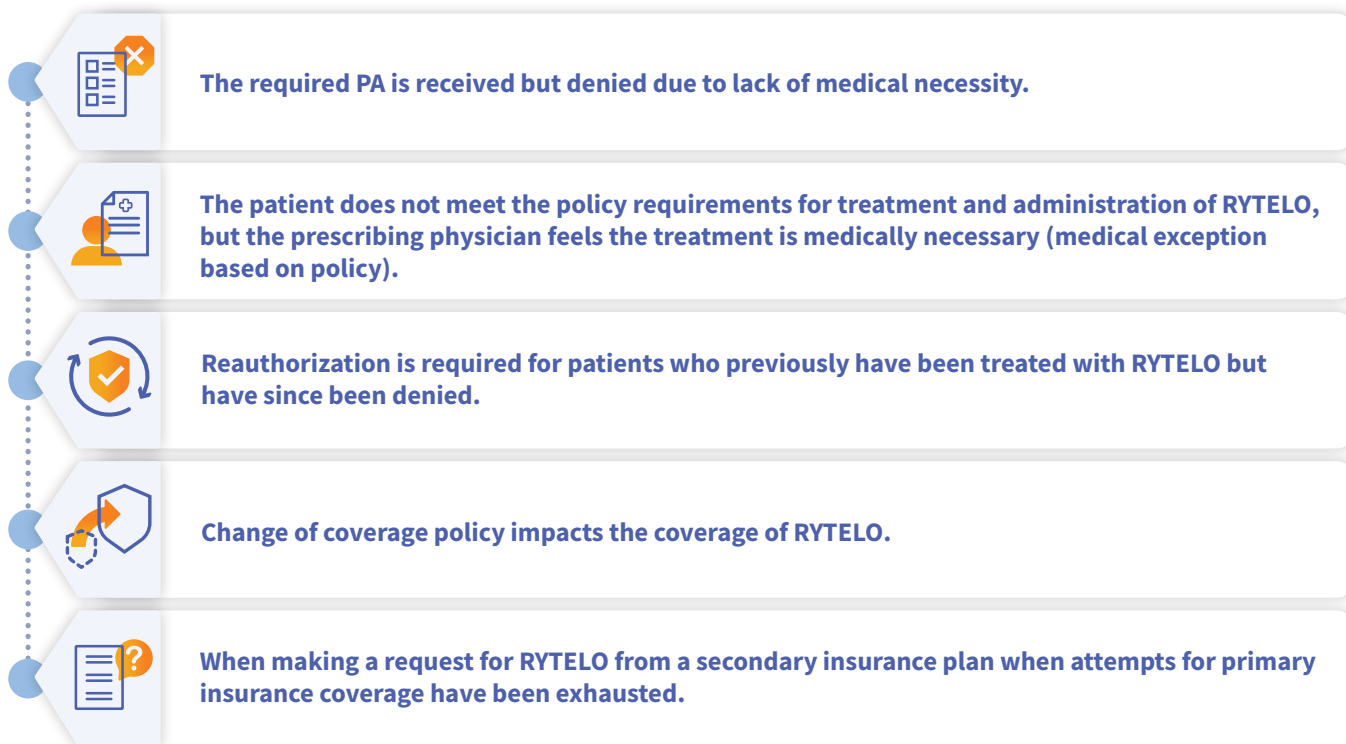 The required PA is received but denied due to lack of medical necessity.
The patient does not meet the policy requirements for treatment and administration of RYTELO,
but the prescribing physician feels the treatment is medically necessary (medical exception
based on policy).
Reauthorization is required for patients who previously have been treated with RYTELO but
have since been denied.
Change of coverage policy impacts the coverage of RYTELO.
?
When making a request for RYTELO from a secondary insurance plan when attempts for primary
insurance coverage have been exhausted.